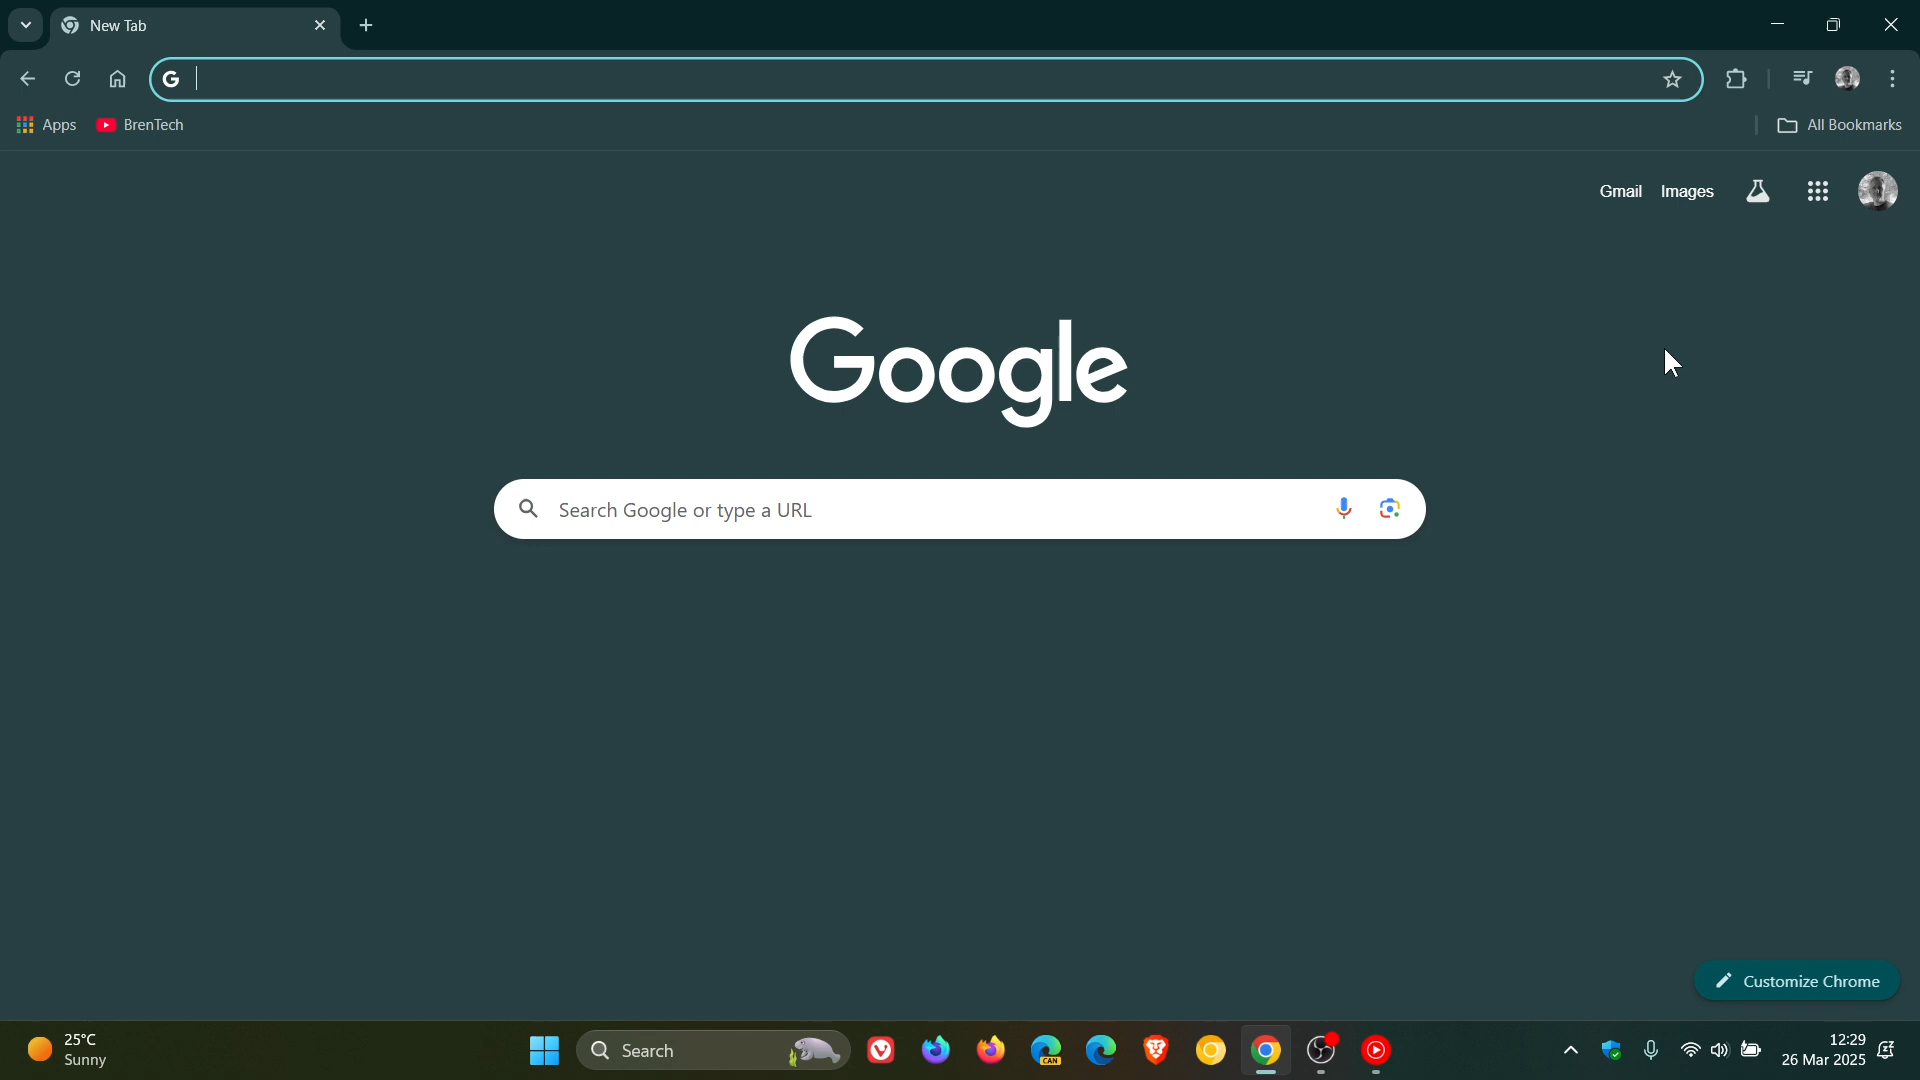 New Tab
Apps
BrenTech
All Bookmarks
Gmail
Images
Google
Search Google or type a URL
Customize Chrome
25°C
Sunny
Search
CAN
12:29
26 Mar 2025